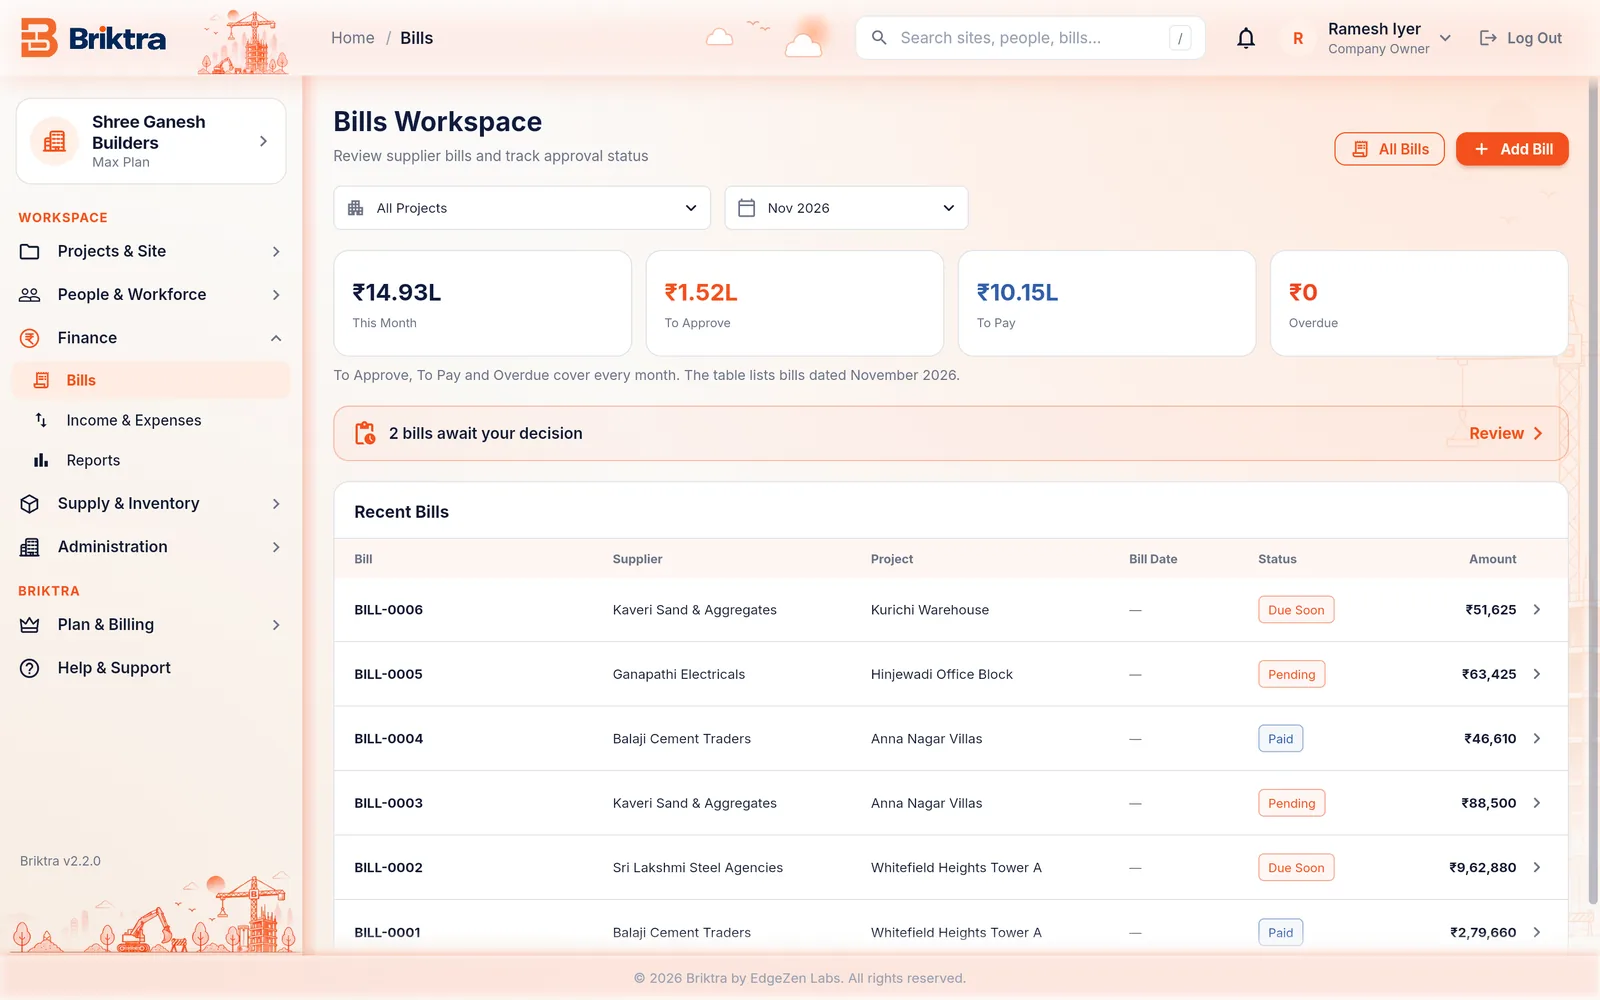 Briktra
Home / Bills
Search sites, people, bills... /
R
Ramesh Iyer
Company Owner
Log Out
Shree Ganesh
Builders
Max Plan
WORKSPACE
Projects & Site
People & Workforce
Finance
Bills
Income & Expenses
Reports
Supply & Inventory
Administration
BRIKTRA
Plan & Billing
Help & Support
Briktra v2.2.0
Bills Workspace
Review supplier bills and track approval status
All Bills
+ Add Bill
All Projects
Nov 2026
₹14.93L
This Month
₹1.52L
To Approve
₹10.15L
To Pay
₹0
Overdue
To Approve, To Pay and Overdue cover every month. The table lists bills dated November 2026.
2 bills await your decision
Review
Recent Bills
Bill Supplier Project Bill Date Status Amount
BILL-0006 Kaveri Sand & Aggregates Kurichi Warehouse — Due Soon ₹51,625
BILL-0005 Ganapathi Electricals Hinjewadi Office Block — Pending ₹63,425
BILL-0004 Balaji Cement Traders Anna Nagar Villas — Paid ₹46,610
BILL-0003 Kaveri Sand & Aggregates Anna Nagar Villas — Pending ₹88,500
BILL-0002 Sri Lakshmi Steel Agencies Whitefield Heights Tower A — Due Soon ₹9,62,880
BILL-0001 Balaji Cement Traders Whitefield Heights Tower A — Paid ₹2,79,660
© 2026 Briktra by EdgeZen Labs. All rights reserved.